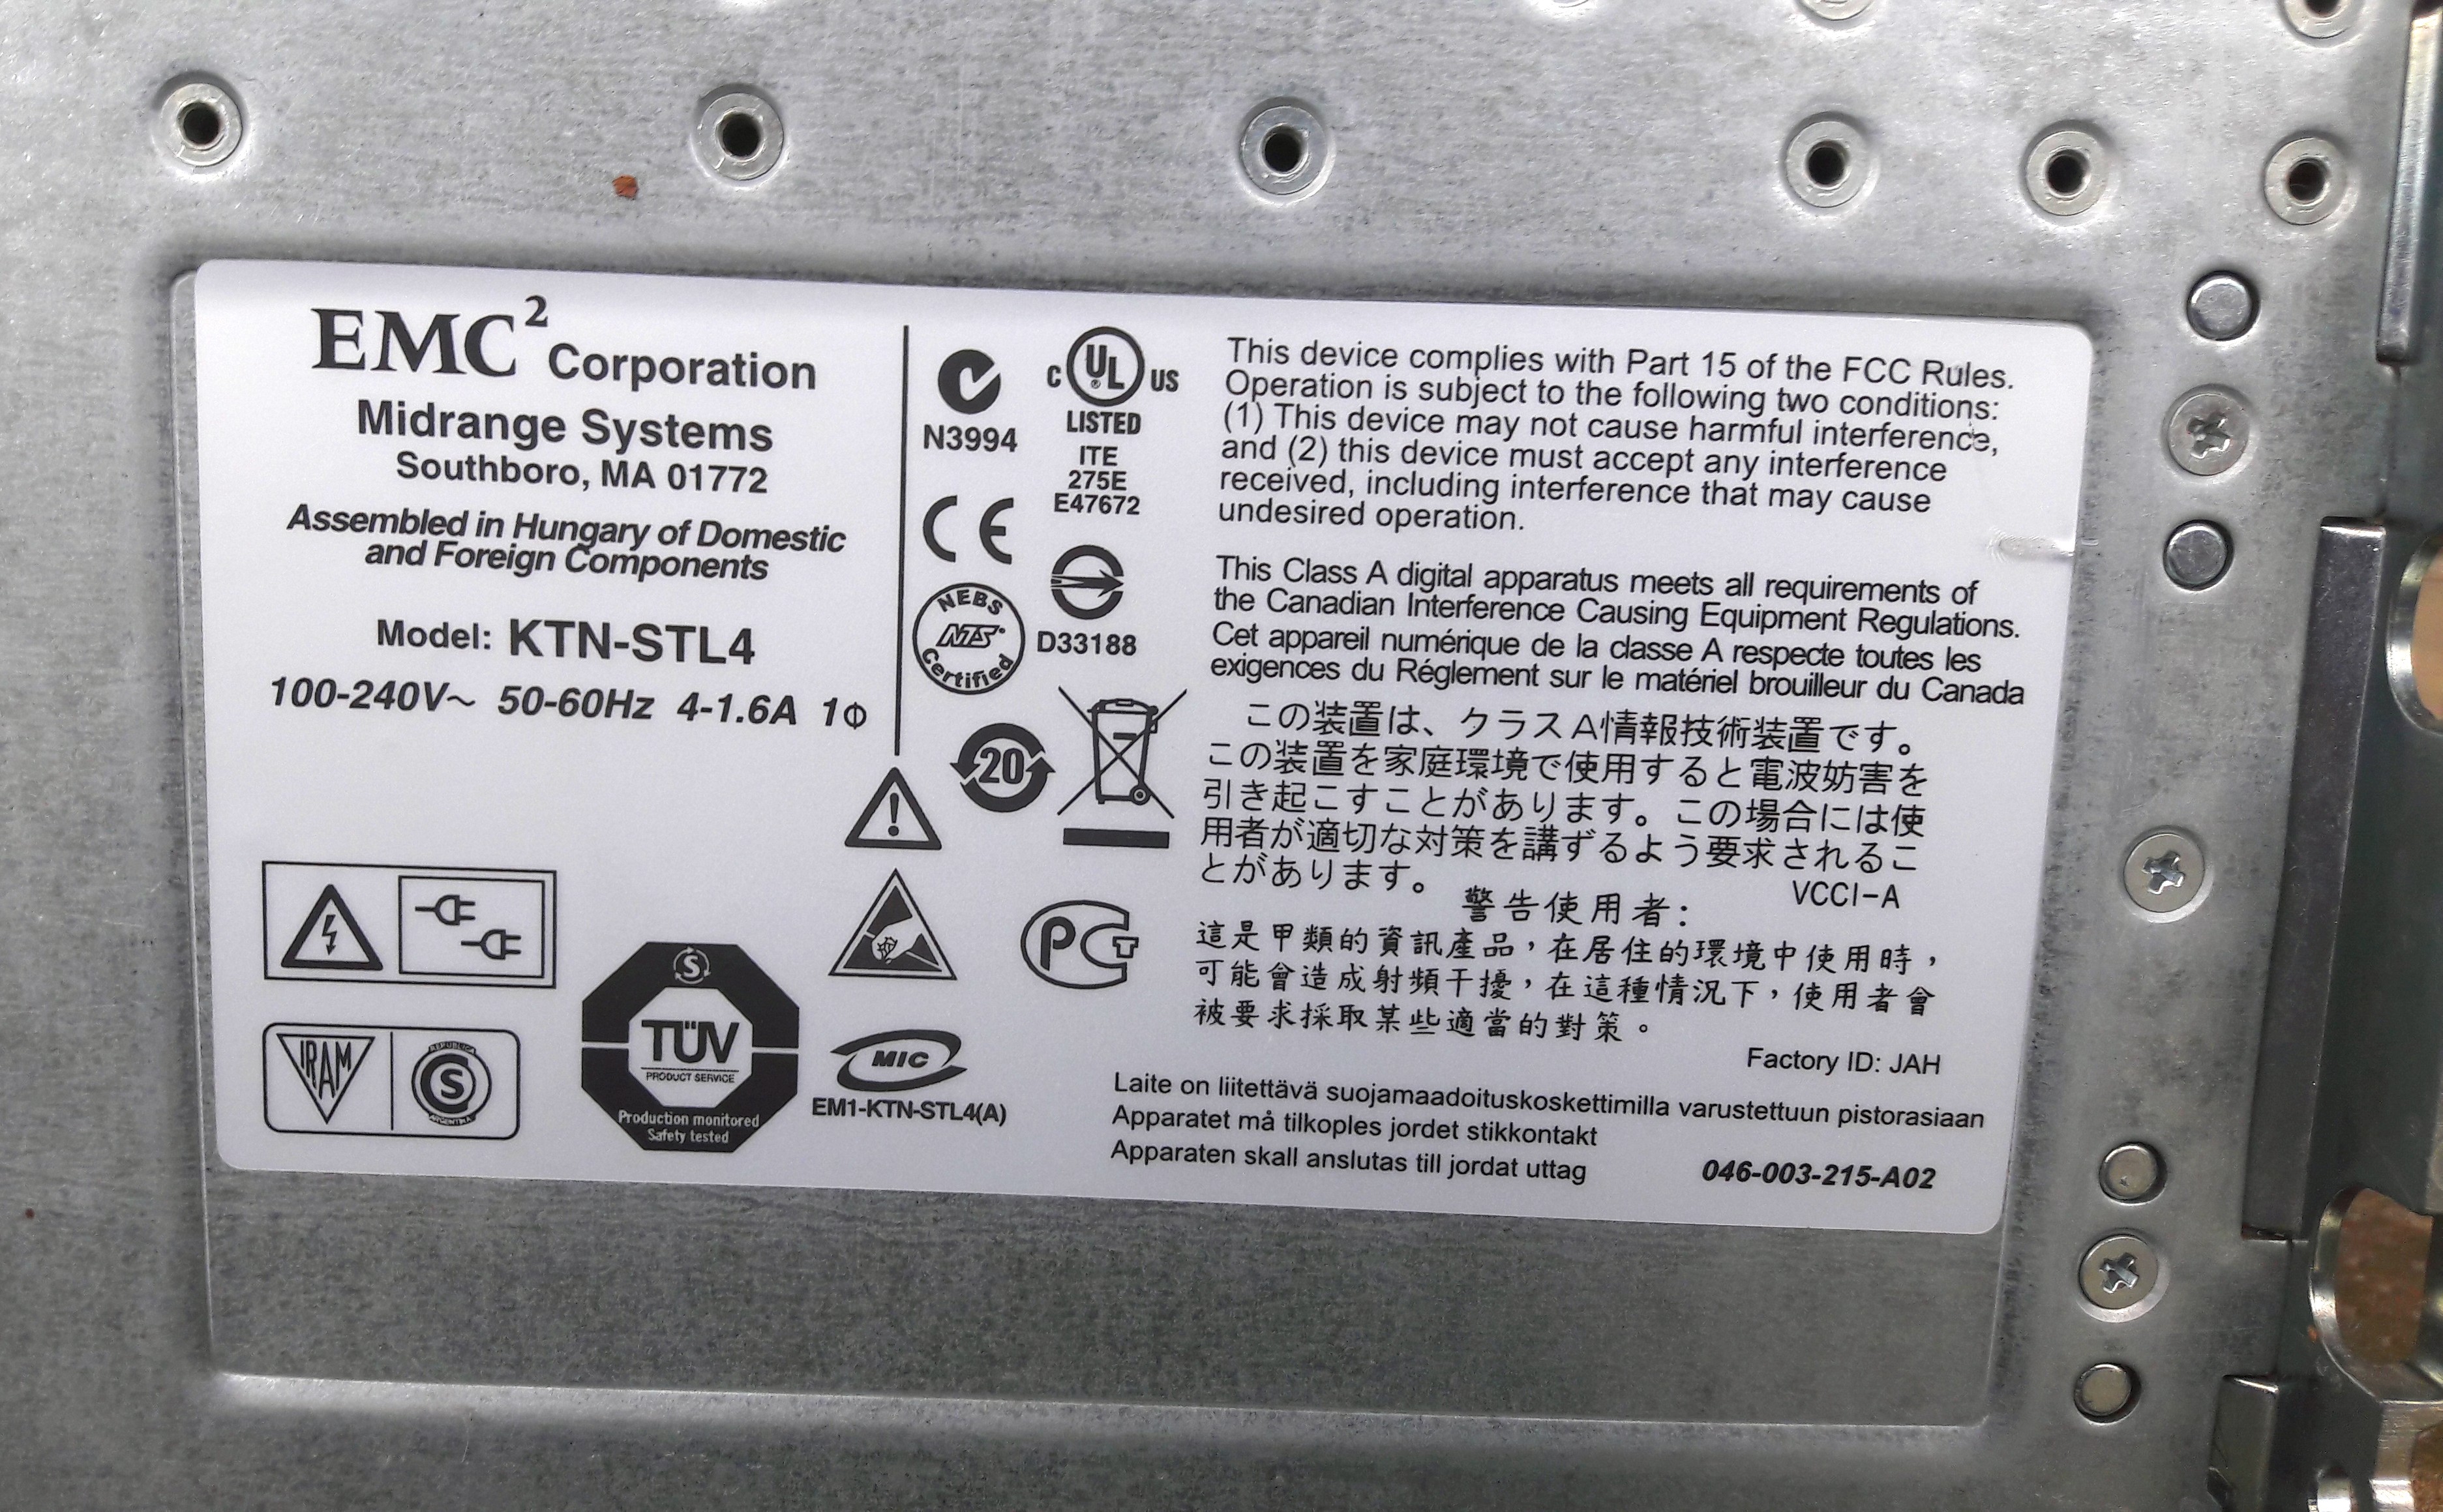 EMC² Corporation
Midrange Systems
Southboro, MA 01772
Assembled in Hungary of Domestic
and Foreign Components
Model: KTN-STL4
100-240V~ 50-60Hz 4-1.6A 1Φ
N3994
C UL ® US
LISTED
ITE
275E
E47672
CE
NEBS
NTS
Certified
D33188
20
PCT
IRAM
REPUBLICA
S
ARGENTINA
S
TÜV
PRODUCT SERVICE
Production monitored
Safety tested
MIC
EM1-KTN-STL4(A)
This device complies with Part 15 of the FCC Rules.
Operation is subject to the following two conditions:
(1) This device may not cause harmful interference,
and (2) this device must accept any interference
received, including interference that may cause
undesired operation.
This Class A digital apparatus meets all requirements of
the Canadian Interference Causing Equipment Regulations.
Cet appareil numérique de la classe A respecte toutes les
exigences du Réglement sur le matériel brouilleur du Canada
この装置は、クラスA情報技術装置です。
この装置を家庭環境で使用すると電波妨害を
引き起こすことがあります。この場合には使
用者が適切な対策を講ずるよう要求されるこ
とがあります。
VCCI-A
警告使用者:
這是甲類的資訊產品，在居住的環境中使用時，
可能會造成射頻干擾，在這種情況下，使用者會
被要求採取某些適當的對策。
Factory ID: JAH
Laite on liitettävä suojamaadoituskoskettimilla varustettuun pistorasiaan
Apparatet må tilkoples jordet stikkontakt
Apparaten skall anslutas till jordat uttag
046-003-215-A02